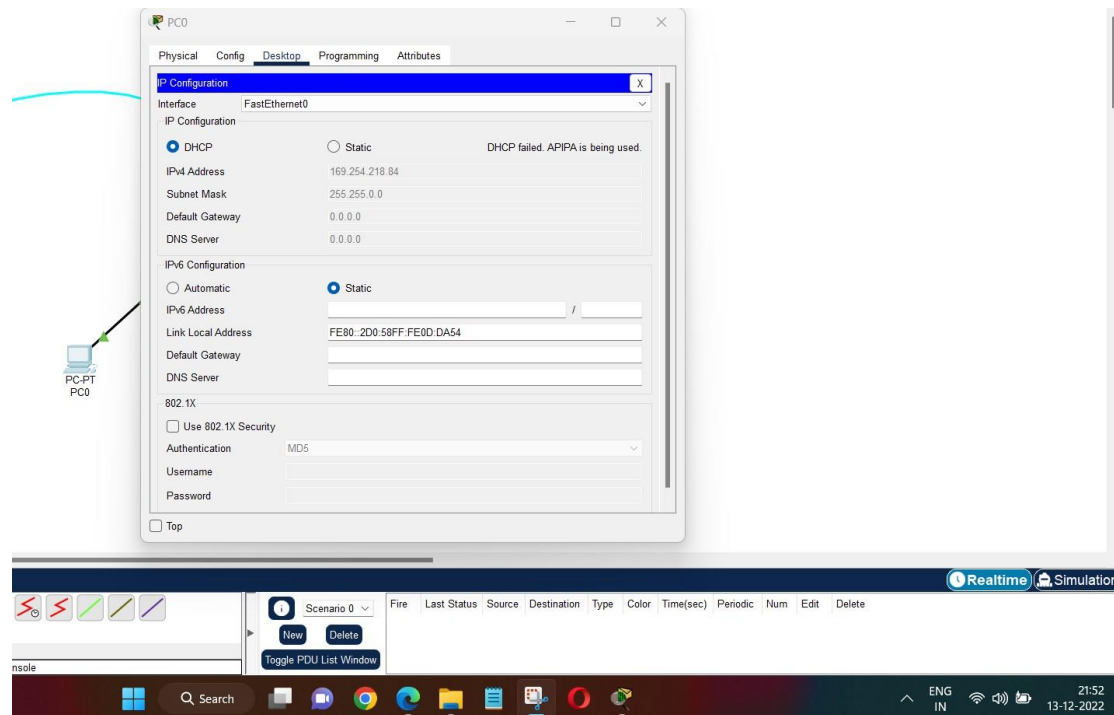 PC0
Physical Config Desktop Programming Attributes
IP Configuration X
Interface FastEthernet0
IP Configuration
DHCP Static DHCP failed. APIPA is being used.
IPv4 Address 169.254.218.84
Subnet Mask 255.255.0.0
Default Gateway 0.0.0.0
DNS Server 0.0.0.0
IPv6 Configuration
Automatic Static
IPv6 Address /
Link Local Address FE80::2D0:58FF:FE0D:DA54
Default Gateway
DNS Server
802.1X
Use 802.1X Security
Authentication MD5
Username
Password
Top
PC-PT
PC0
Realtime Simulation
Scenario 0 Fire Last Status Source Destination Type Color Time(sec) Periodic Num Edit Delete
New Delete
Toggle PDU List Window
nsole
Search ENG 21:52
IN 13-12-2022